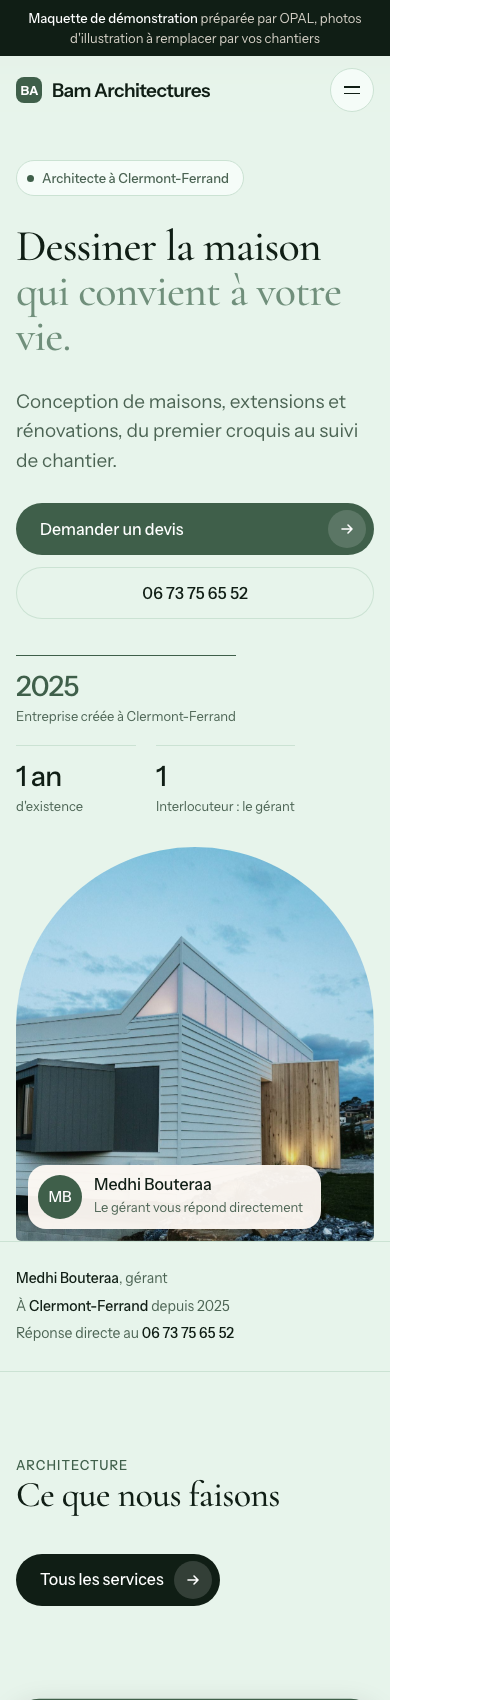 Maquette de démonstration préparée par OPAL, photos
d'illustration à remplacer par vos chantiers
BA Bam Architectures
Architecte à Clermont-Ferrand
Dessiner la maison
qui convient à votre
vie.
Conception de maisons, extensions et
rénovations, du premier croquis au suivi
de chantier.
Demander un devis
06 73 75 65 52
2025
Entreprise créée à Clermont-Ferrand
1 an
d'existence
1
Interlocuteur : le gérant
MB
Medhi Bouteraa
Le gérant vous répond directement
Medhi Bouteraa, gérant
À Clermont-Ferrand depuis 2025
Réponse directe au 06 73 75 65 52
ARCHITECTURE
Ce que nous faisons
Tous les services